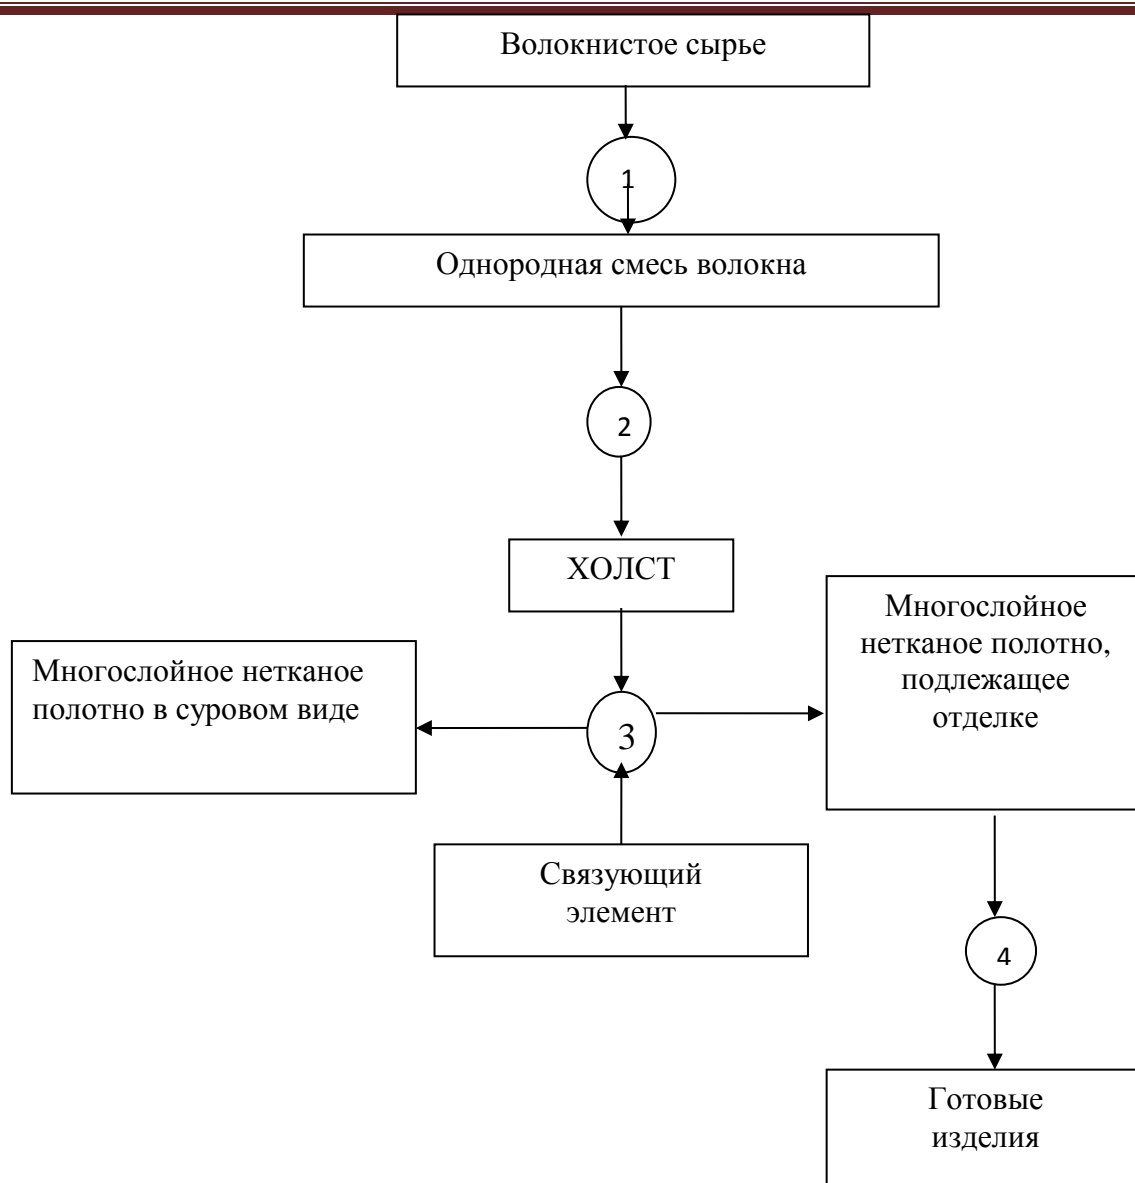 Волокнистое сырье
1
Однородная смесь волокна
2
ХОЛСТ
Многослойное
нетканое полотно,
подлежащее
отделке
Многослойное нетканое
полотно в суровом виде
3
Связующий
элемент
4
Готовые
изделия